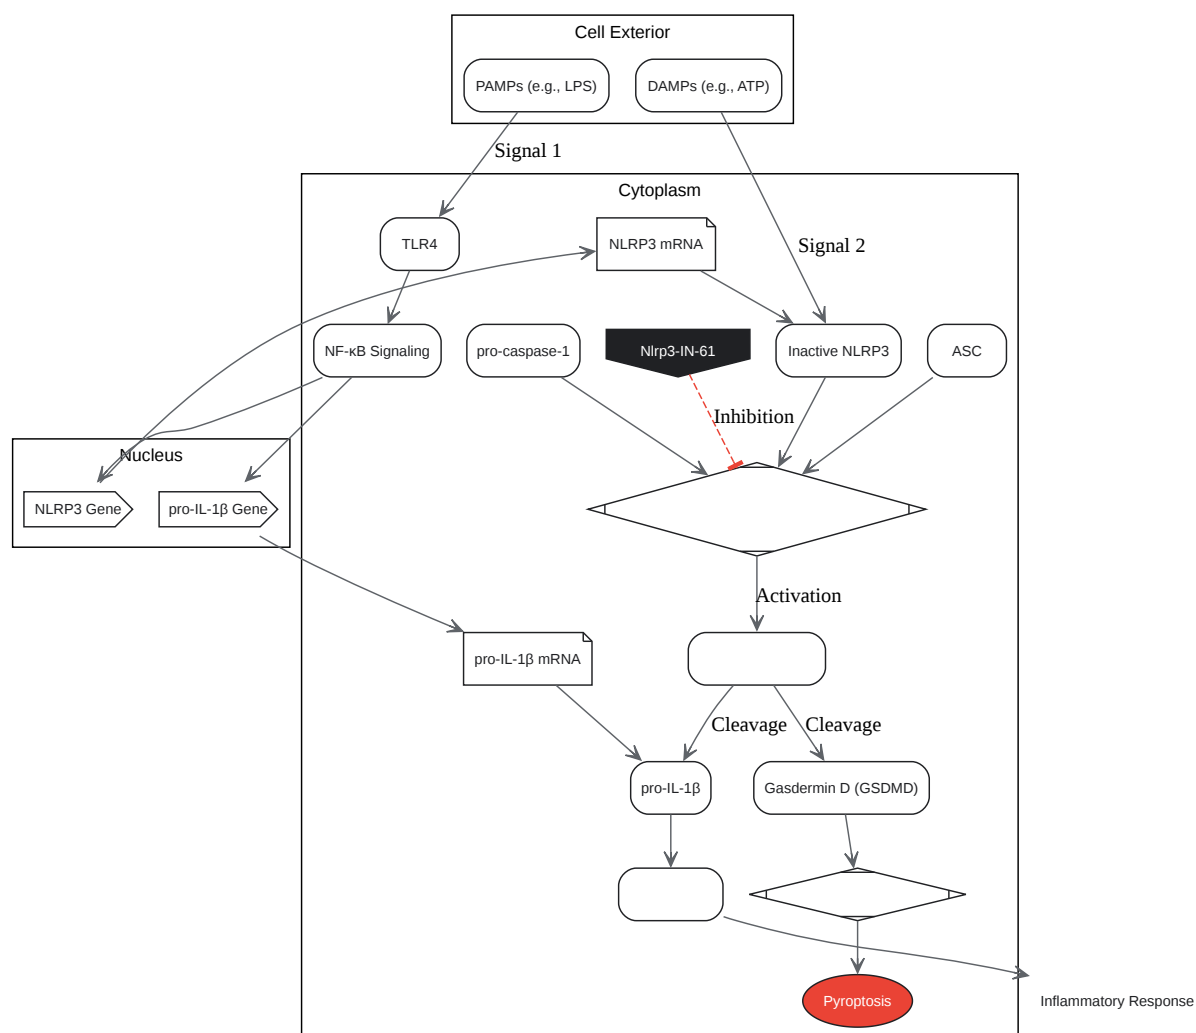 Cell Exterior
PAMPs (e.g., LPS)
DAMPs (e.g., ATP)
Signal 1
Cytoplasm
TLR4
NLRP3 mRNA
Signal 2
NF-κB Signaling
pro-caspase-1
Nlrp3-IN-61
Inactive NLRP3
ASC
Inhibition
Nucleus
NLRP3 Gene
pro-IL-1β Gene
Activation
pro-IL-1β mRNA
Cleavage
Cleavage
pro-IL-1β
Gasdermin D (GSDMD)
Pyroptosis
Inflammatory Response